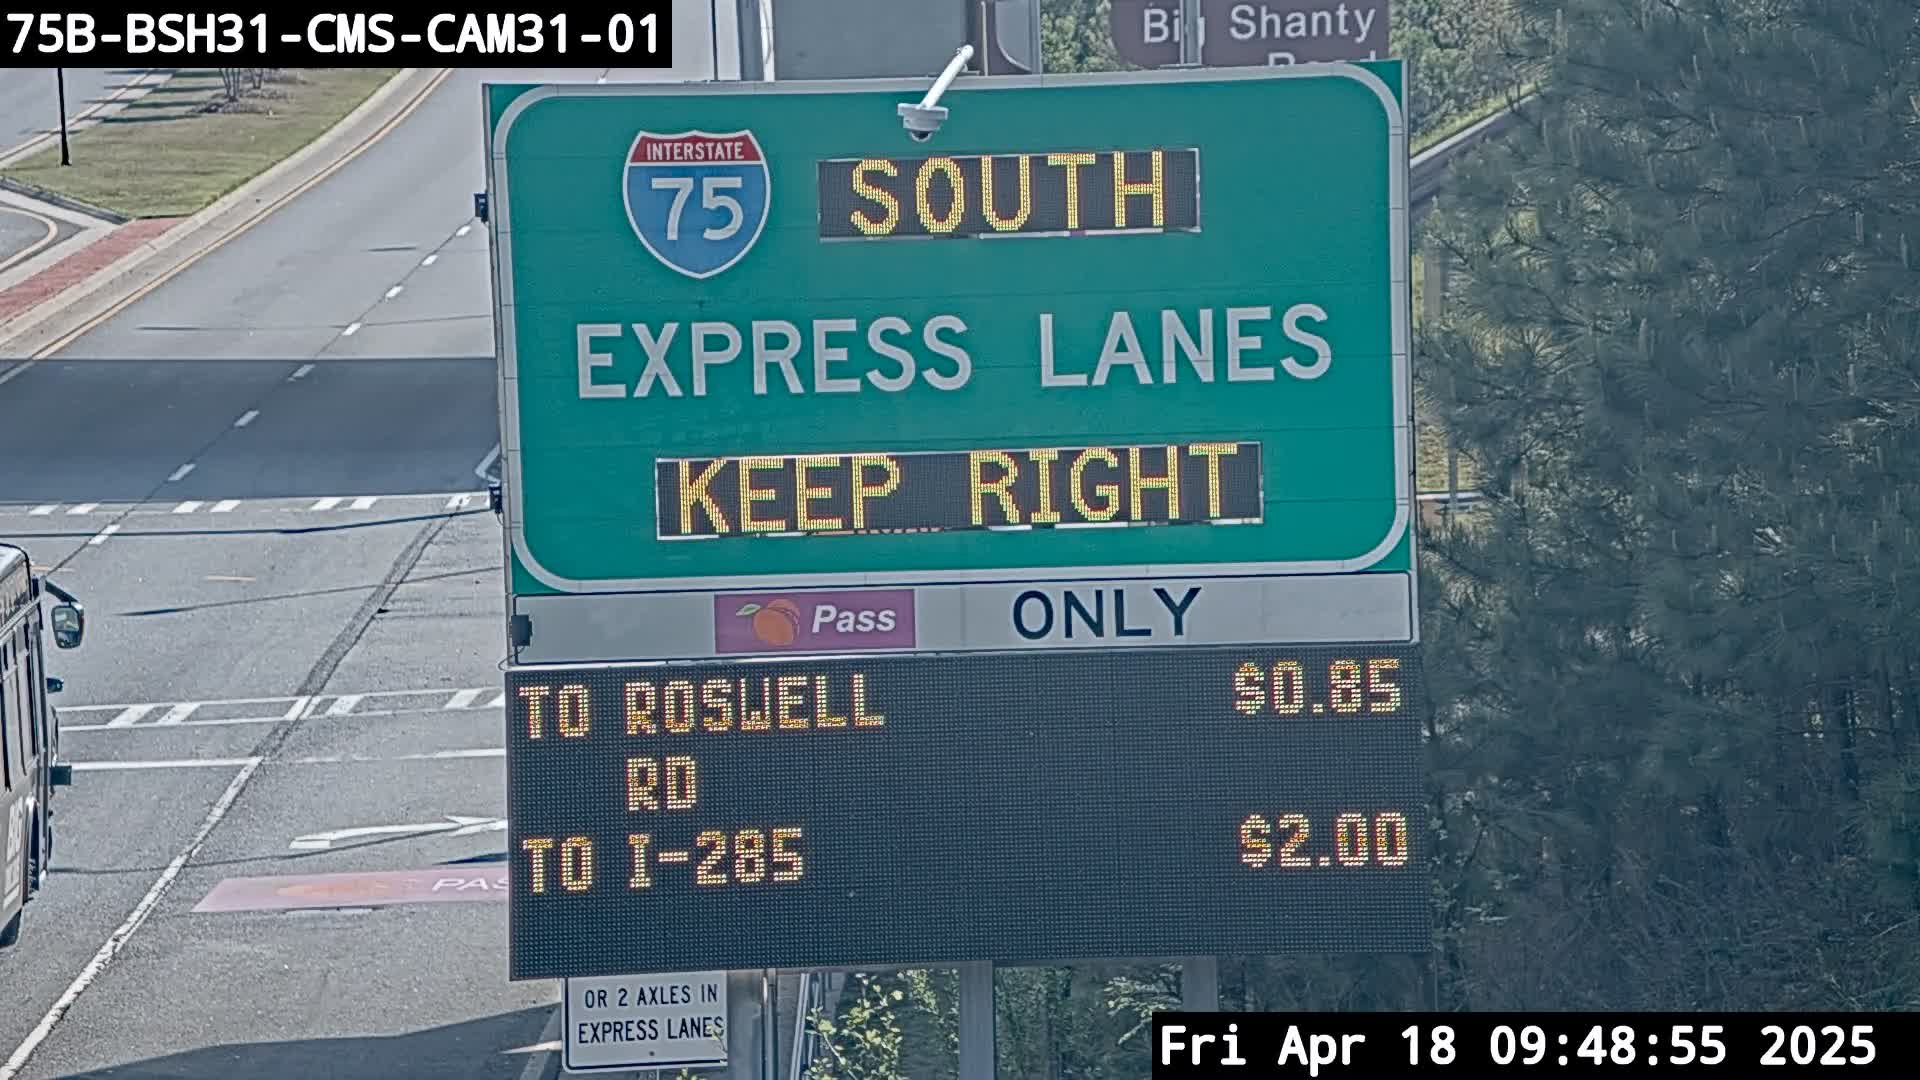 75B-BSH31-CMS-CAM31-01
Big Shanty
Road
INTERSTATE
75
SOUTH
EXPRESS LANES
KEEP RIGHT
Pass ONLY
TO ROSWELL $0.85
RD
TO I-285 $2.00
PAS
OR 2 AXLES IN
EXPRESS LANES
Fri Apr 18 09:48:55 2025